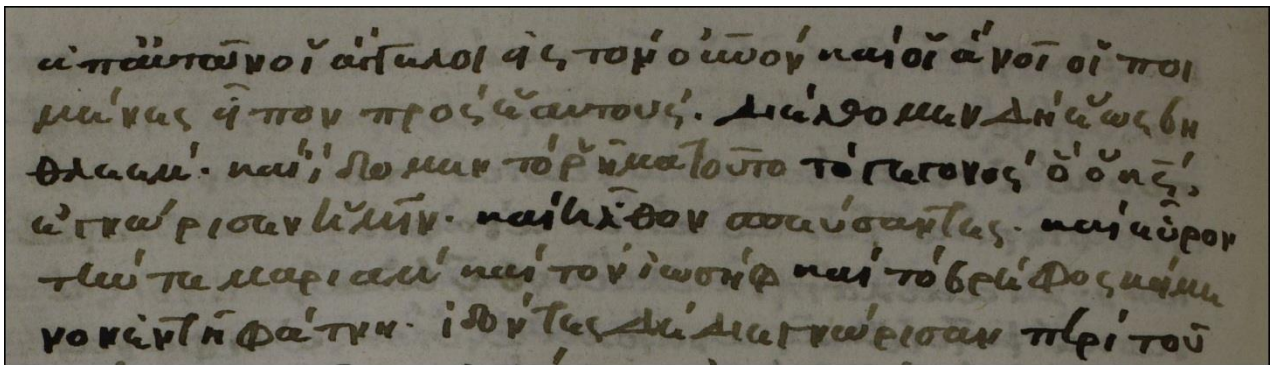 ἀπ᾽ αὐτῶν οἱ ἄγγελοι εἰς τὸν οὐνὸν καὶ οἱ ἄνοι οἱ ποι
μένες εἶπον πρὸς ἑαυτούς. διέλθομεν δὴ ἕως βη
θλεέμ· καὶ ἴδωμεν τὸ ῥῆμα τοῦτο τὸ γεγονὸς ὃ ὁ κς
ἐγνώρισεν ἡμῖν· καὶ ἦλθον σπεύσαντες· καὶ εὗρον
τήν τε μαριὰμ καὶ τὸν ἰωσὴφ καὶ τὸ βρέφος κείμε
νον ἐν τῇ φάτνῃ· ἰδόντες δὲ διεγνώρισαν περὶ τοῦ